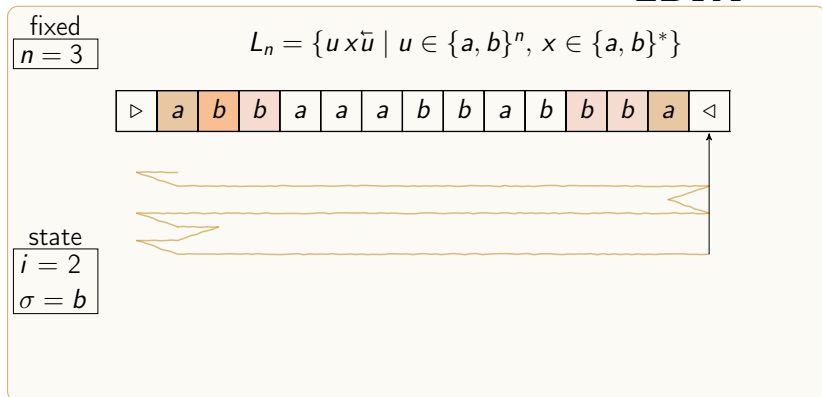 fixed
n = 3
L_n = {u x ↼u | u ∈ {a, b}^n, x ∈ {a, b}*}
▷ a b b a a a b b a b b b a ◁
state
i = 2
σ = b